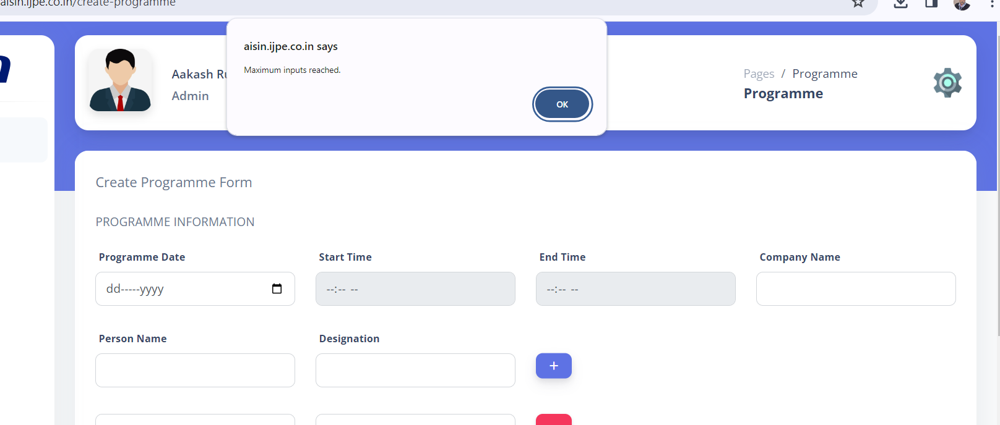 aisin.ijpe.co.in/create-programme
aisin.ijpe.co.in says
Maximum inputs reached.
OK
Aakash
Admin
Pages / Programme
Programme
Create Programme Form
PROGRAMME INFORMATION
Programme Date
Start Time
End Time
Company Name
dd-----yyyy
--:-- --
--:-- --
Person Name
Designation
+